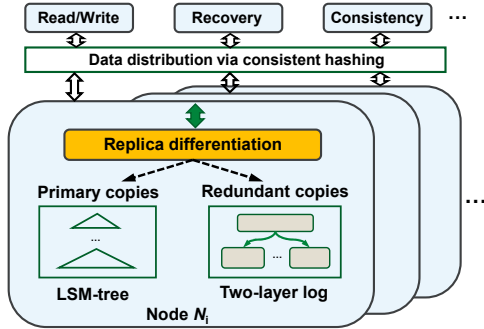 Read/Write
Recovery
Consistency
...
Data distribution via consistent hashing
Replica differentiation
Primary copies
Redundant copies
...
...
...
LSM-tree
Two-layer log
Node Ni